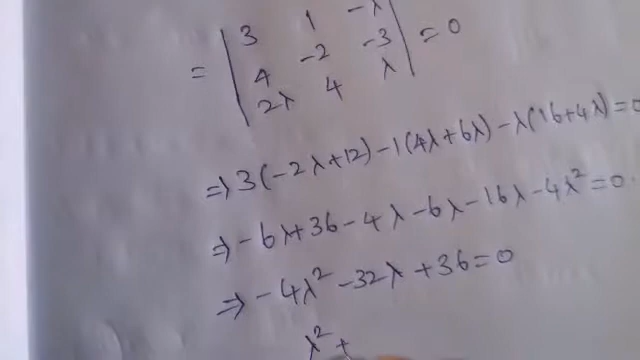 3 1 -λ
= | 4 -2 -3 | = 0
2λ 4 λ
⇒ 3(-2λ+12) - 1(4λ+6λ) - λ(16+4λ) = 0
⇒ -6λ+36-4λ-6λ-16λ-4λ² = 0.
⇒ -4λ² - 32λ + 36 = 0
λ² +